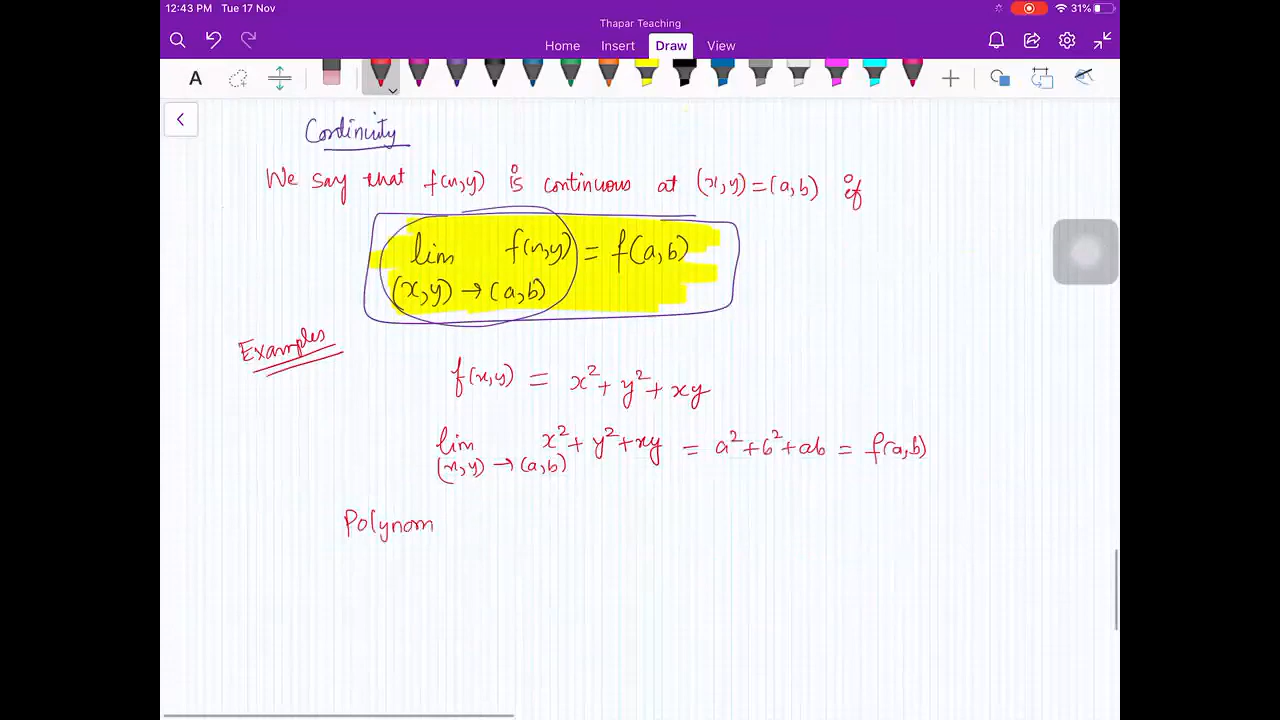 12:43 PM Tue 17 Nov 31%
Thapar Teaching
Home Insert Draw View
A
Continuity
We say that f(x,y) is continuous at (x,y)=(a,b) if
lim f(x,y) = f(a,b)
(x,y)→(a,b)
Examples
f(x,y) = x²+y²+xy
lim x²+y²+xy = a²+b²+ab = f(a,b)
(x,y)→(a,b)
Polynom